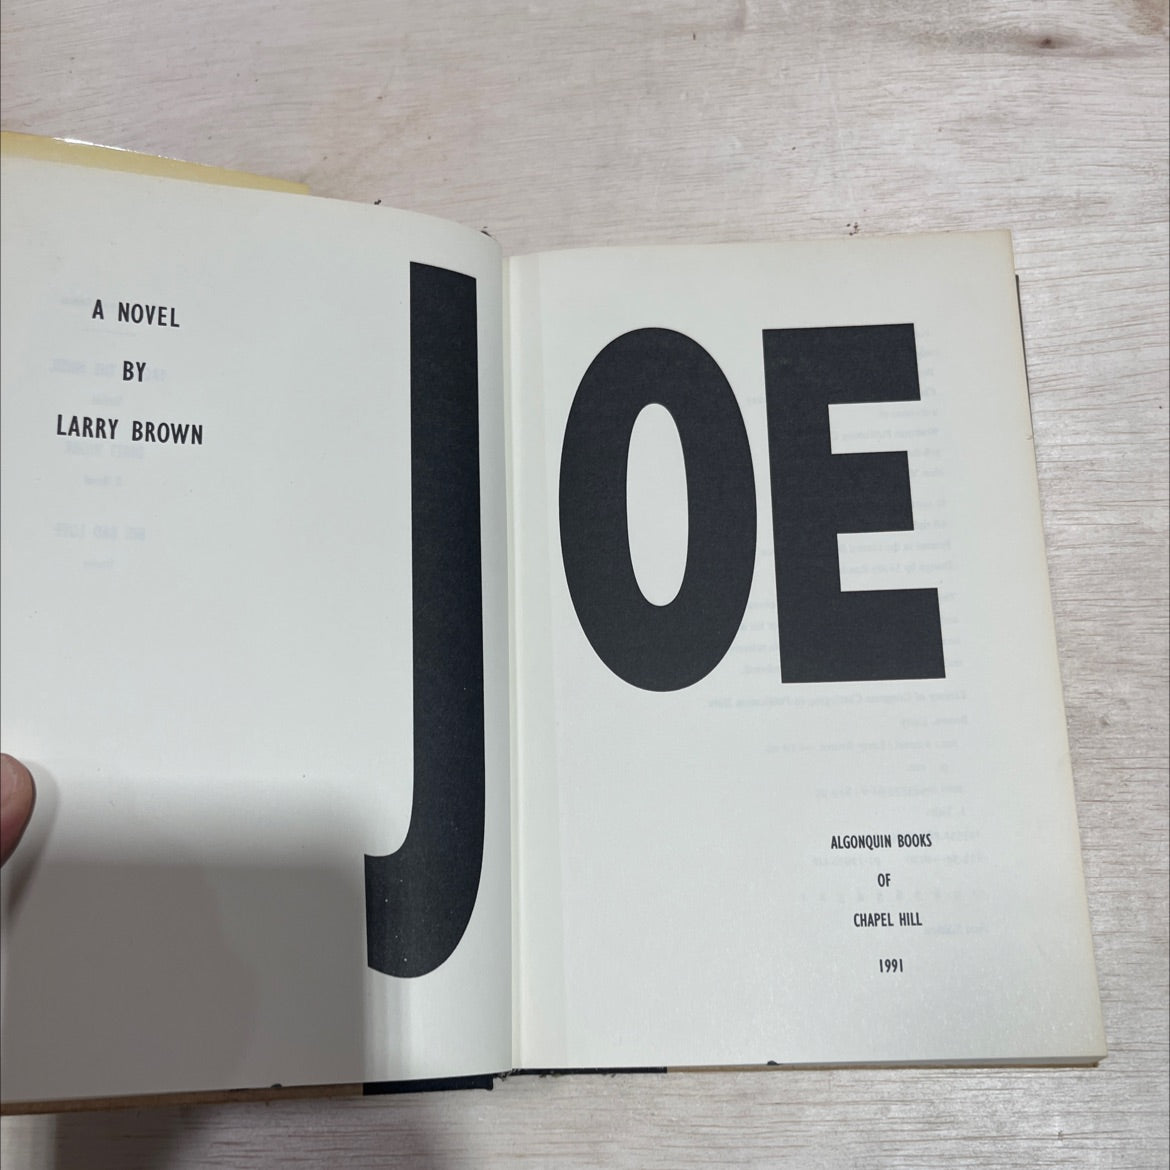 A NOVEL
BY
LARRY BROWN
JOE
ALGONQUIN BOOKS
OF
CHAPEL HILL
1991